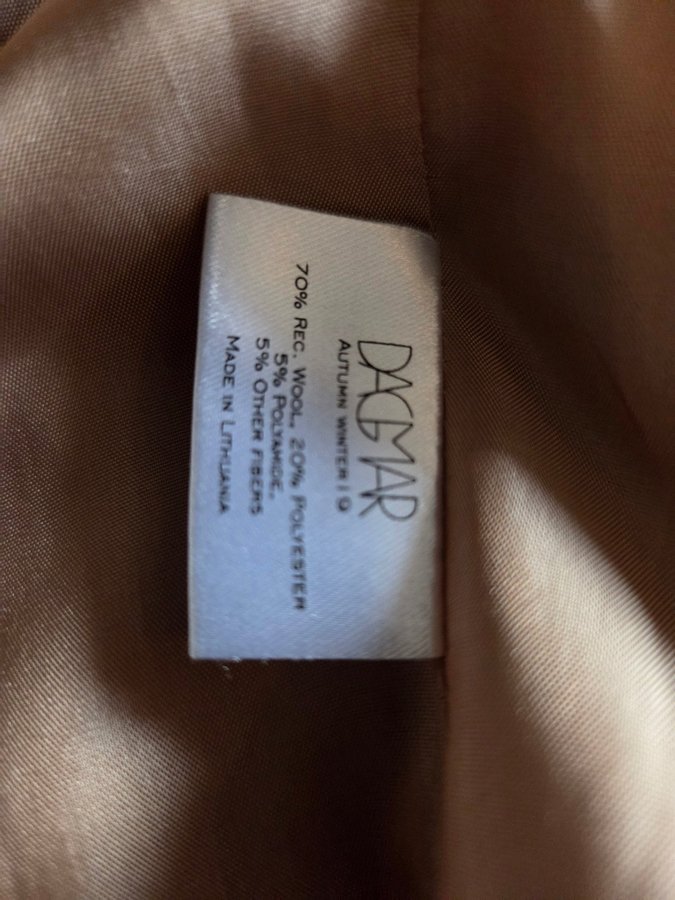 DAGMAR
AUTUMN WINTER 19
70% REC. WOOL, 20% POLYESTER
5% POLYAMIDE,
5% OTHER FIBERS
MADE IN LITHUANIA